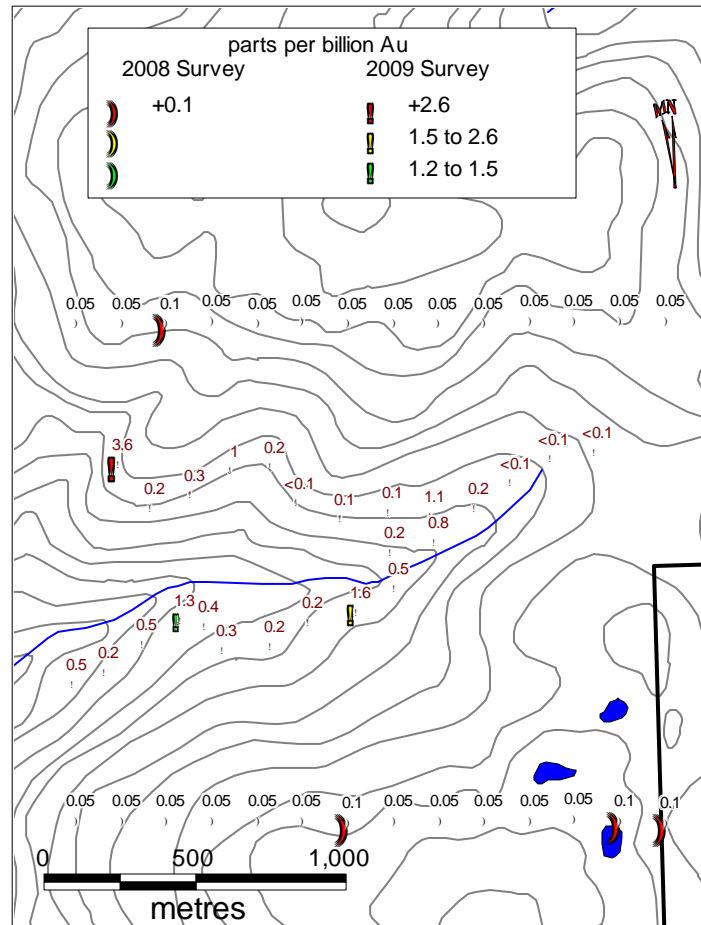 parts per billion Au
2008 Survey 2009 Survey
+0.1 +2.6
1.5 to 2.6
1.2 to 1.5
MN
0.05 0.05 0.1 0.05 0.05 0.05 0.05 0.05 0.05 0.05 0.05 0.05 0.05 0.05
3.6 0.2 0.3 1 0.2 <0.1 0.1 0.1 1.1 0.2 <0.1 <0.1 <0.1
0.2 0.8
0.5 0.2 0.5 1.3 0.4 0.3 0.2 0.2 1.6 0.5
0.05 0.05 0.05 0.05 0.05 0.05 0.1 0.05 0.05 0.05 0.05 0.05 0.1 0.1
0 500 1,000
metres